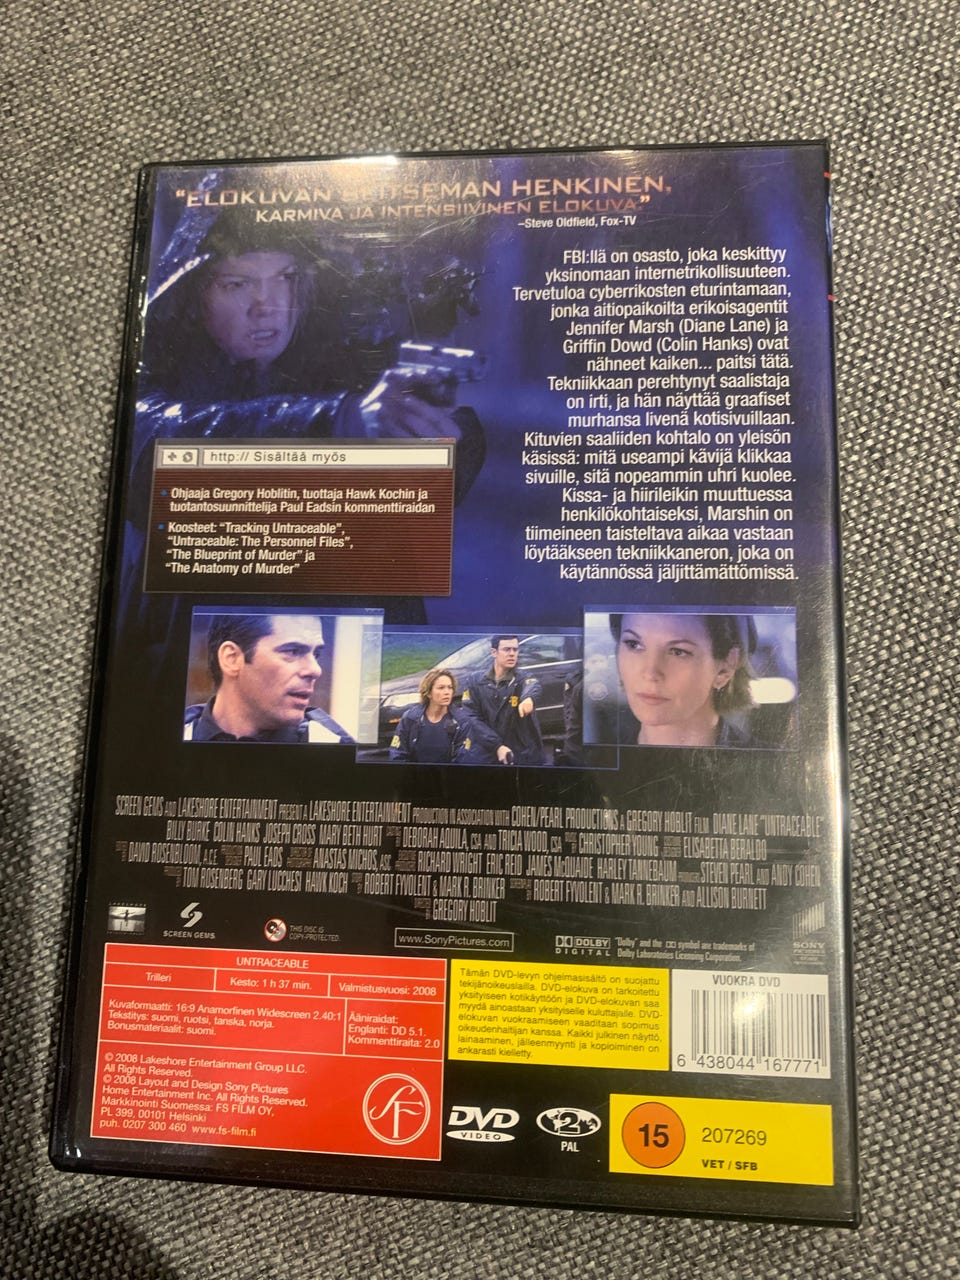 "ELOKUVAN SEITSEMÄN HENKINEN,
KARMIVA JA INTENSIIVINEN ELOKUVA."
–Steve Oldfield, Fox-TV
FBI:llä on osasto, joka keskittyy
yksinomaan internetrikollisuuteen.
Tervetuloa cyberrikosten eturintamaan,
jonka aitiopaikoilta erikoisagentit
Jennifer Marsh (Diane Lane) ja
Griffin Dowd (Colin Hanks) ovat
nähneet kaiken... paitsi tätä.
Tekniikkaan perehtynyt saalistaja
on irti, ja hän näyttää graafiset
murhansa livenä kotisivuillaan.
Kituvien saaliiden kohtalo on yleisön
käsissä: mitä useampi kävijä klikkaa
sivuille, sitä nopeammin uhri kuolee.
Kissa- ja hiirileikin muuttuessa
henkilökohtaiseksi, Marshin on
tiimeineen taisteltava aikaa vastaan
löytääkseen tekniikkaneron, joka on
käytännössä jäljittämättömissä.
http:// Sisältää myös
• Ohjaaja Gregory Hoblitin, tuottaja Hawk Kochin ja
tuotantosuunnittelija Paul Eadsin kommenttiraidan
• Koosteet: "Tracking Untraceable",
"Untraceable: The Personnel Files",
"The Blueprint of Murder" ja
"The Anatomy of Murder"
SCREEN GEMS AND LAKESHORE ENTERTAINMENT PRESENT A LAKESHORE ENTERTAINMENT PRODUCTION IN ASSOCIATION WITH COHEN/PEARL PRODUCTIONS A GREGORY HOBLIT FILM DIANE LANE "UNTRACEABLE"
BILLY BURKE COLIN HANKS JOSEPH CROSS MARY BETH HURT DEBORAH AQUILA, CSA AND TRICIA WOOD, CSA CHRISTOPHER YOUNG ELISABETTA BERALDO
DAVID ROSENBLOOM, A.C.E. PAUL EADS ANASTAS MICHOS, ASC RICHARD WRIGHT ERIC REID JAMES McQUAIDE HARLEY TANNEBAUM STEVEN PEARL AND ANDY COHEN
TOM ROSENBERG GARY LUCCHESI HAWK KOCH ROBERT FYVOLENT & MARK R. BRINKER ROBERT FYVOLENT & MARK R. BRINKER AND ALLISON BURNETT
GREGORY HOBLIT
LAKESHORE
SCREEN GEMS
THIS DISC IS
COPY-PROTECTED.
www.SonyPictures.com
DOLBY
DIGITAL
"Dolby" and the symbol are trademarks of
Dolby Laboratories Licensing Corporation.
SONY
PICTURES
UNTRACEABLE
Trilleri
Kesto: 1 h 37 min.
Valmistusvuosi: 2008
Kuvaformaatti: 16:9 Anamorfinen Widescreen 2.40:1
Tekstitys: suomi, ruotsi, tanska, norja.
Bonusmateriaalit: suomi.
Ääniraidat:
Englanti: DD 5.1.
Kommenttiraita: 2.0
© 2008 Lakeshore Entertainment Group LLC.
All Rights Reserved.
© 2008 Layout and Design Sony Pictures
Home Entertainment Inc. All Rights Reserved.
Markkinointi Suomessa: FS FILM OY,
PL 399, 00101 Helsinki
puh. 0207 300 460 www.fs-film.fi
SF
Tämän DVD-levyn ohjelmasisältö on suojattu
tekijänoikeuslailla. DVD-elokuva on tarkoitettu
yksityiseen kotikäyttöön ja DVD-elokuvan saa
myydä ainoastaan yksityiselle kuluttajalle. DVD-
elokuvan vuokraamiseen vaaditaan sopimus
oikeudenhaltijan kanssa. Kaikki julkinen näyttö,
lainaaminen, jälleenmyynti ja kopioiminen on
ankarasti kielletty.
VUOKRA DVD
6 438044 167771
DVD
VIDEO
2
PAL
15
207269
VET / SFB